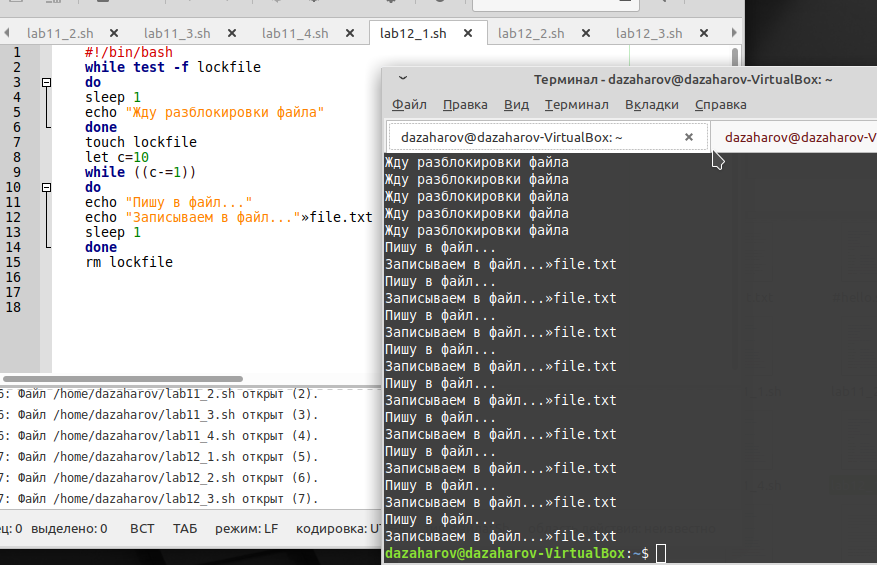 lab11_2.sh lab11_3.sh lab11_4.sh lab12_1.sh lab12_2.sh lab12_3.sh
1 #!/bin/bash
2 while test -f lockfile
3 do
4 sleep 1
5 echo "Жду разблокировки файла"
6 done
7 touch lockfile
8 let c=10
9 while ((c-=1))
10 do
11 echo "Пишу в файл..."
12 echo "Записываем в файл..."»file.txt
13 sleep 1
14 done
15 rm lockfile
16
17
18
6: Файл /home/dazaharov/lab11_2.sh открыт (2).
6: Файл /home/dazaharov/lab11_3.sh открыт (3).
6: Файл /home/dazaharov/lab11_4.sh открыт (4).
7: Файл /home/dazaharov/lab12_1.sh открыт (5).
7: Файл /home/dazaharov/lab12_2.sh открыт (6).
7: Файл /home/dazaharov/lab12_3.sh открыт (7).
ец: 0 выделено: 0 ВСТ ТАБ режим: LF кодировка: UT
Терминал - dazaharov@dazaharov-VirtualBox: ~
Файл Правка Вид Терминал Вкладки Справка
dazaharov@dazaharov-VirtualBox: ~ dazaharov@dazaharov-V
Жду разблокировки файла
Жду разблокировки файла
Жду разблокировки файла
Жду разблокировки файла
Жду разблокировки файла
Пишу в файл...
Записываем в файл...»file.txt
Пишу в файл...
Записываем в файл...»file.txt
Пишу в файл...
Записываем в файл...»file.txt
Пишу в файл...
Записываем в файл...»file.txt
Пишу в файл...
Записываем в файл...»file.txt
Пишу в файл...
Записываем в файл...»file.txt
Пишу в файл...
Записываем в файл...»file.txt
Пишу в файл...
Записываем в файл...»file.txt
Пишу в файл...
Записываем в файл...»file.txt
dazaharov@dazaharov-VirtualBox:~$